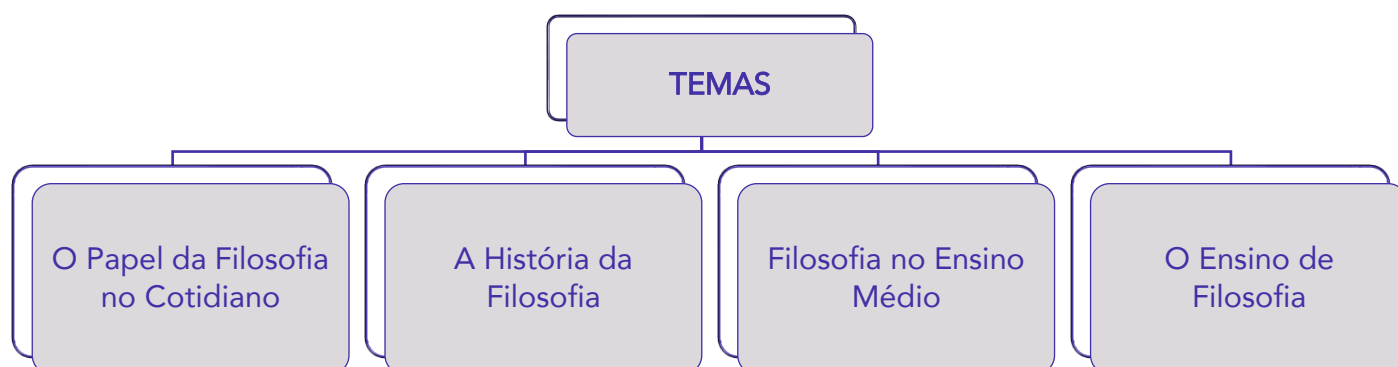 TEMAS
O Papel da Filosofia
no Cotidiano
A História da
Filosofia
Filosofia no Ensino
Médio
O Ensino de
Filosofia